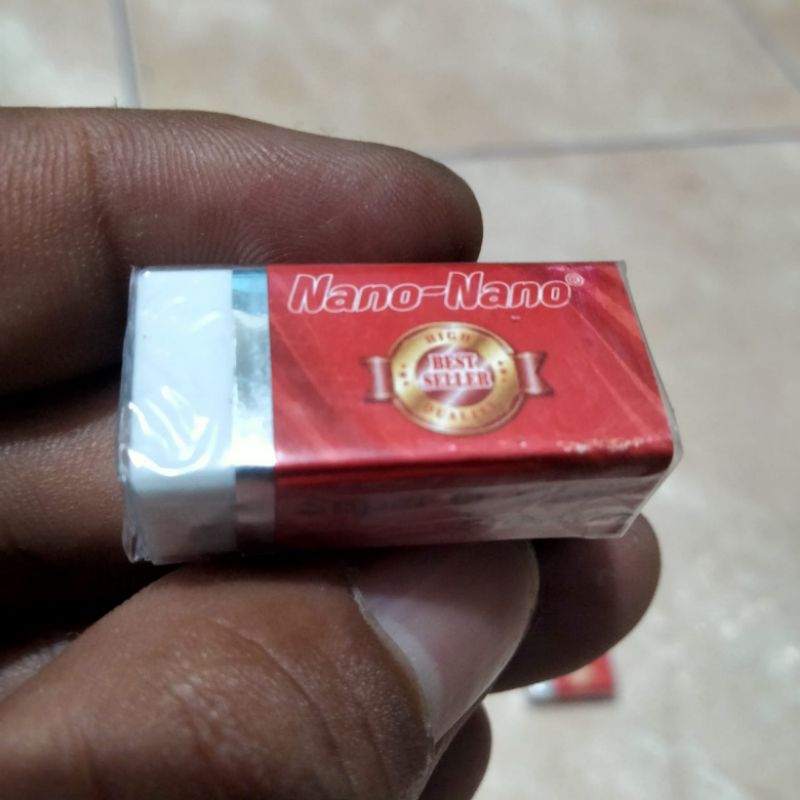 Nano-Nano®
HIGH
BEST
SELLER
QUALITY